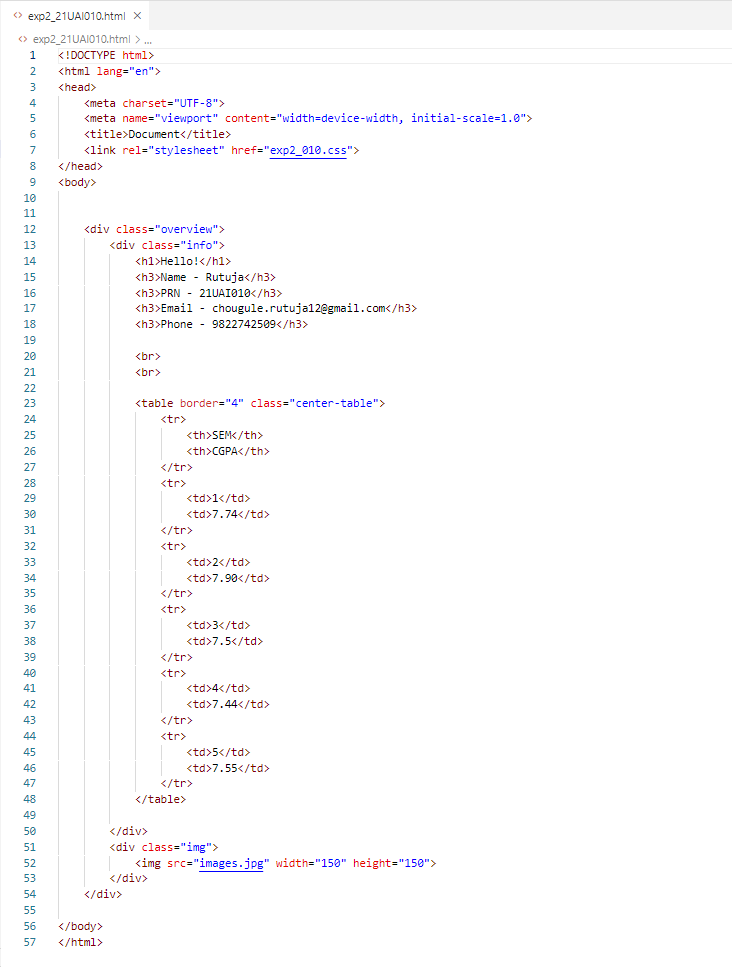 exp2_21UAI010.html ×
exp2_21UAI010.html > ...
1 <!DOCTYPE html>
2 <html lang="en">
3 <head>
4     <meta charset="UTF-8">
5     <meta name="viewport" content="width=device-width, initial-scale=1.0">
6     <title>Document</title>
7     <link rel="stylesheet" href="exp2_010.css">
8 </head>
9 <body>
10
11
12     <div class="overview">
13         <div class="info">
14             <h1>Hello!</h1>
15             <h3>Name - Rutuja</h3>
16             <h3>PRN - 21UAI010</h3>
17             <h3>Email - chougule.rutuja12@gmail.com</h3>
18             <h3>Phone - 9822742509</h3>
19
20             <br>
21             <br>
22
23             <table border="4" class="center-table">
24                 <tr>
25                     <th>SEM</th>
26                     <th>CGPA</th>
27                 </tr>
28                 <tr>
29                     <td>1</td>
30                     <td>7.74</td>
31                 </tr>
32                 <tr>
33                     <td>2</td>
34                     <td>7.90</td>
35                 </tr>
36                 <tr>
37                     <td>3</td>
38                     <td>7.5</td>
39                 </tr>
40                 <tr>
41                     <td>4</td>
42                     <td>7.44</td>
43                 </tr>
44                 <tr>
45                     <td>5</td>
46                     <td>7.55</td>
47                 </tr>
48             </table>
49
50         </div>
51         <div class="img">
52             <img src="images.jpg" width="150" height="150">
53         </div>
54     </div>
55
56 </body>
57 </html>